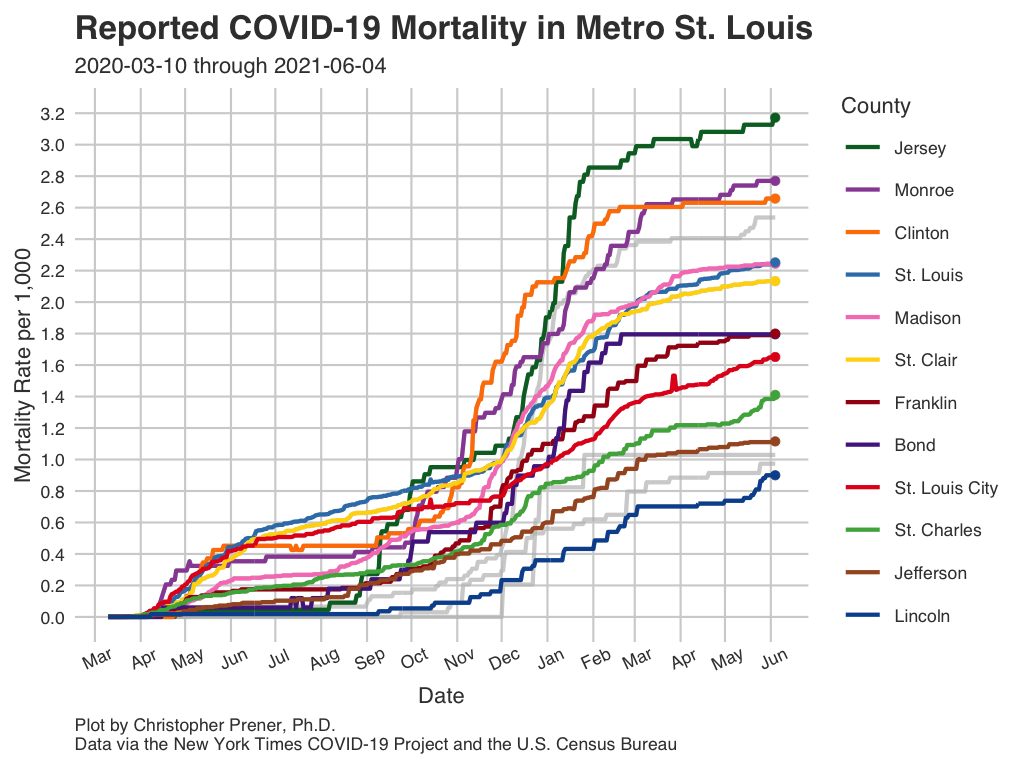 Reported COVID-19 Mortality in Metro St. Louis
2020-03-10 through 2021-06-04
Mortality Rate per 1,000
3.2
3.0
2.8
2.6
2.4
2.2
2.0
1.8
1.6
1.4
1.2
1.0
0.8
0.6
0.4
0.2
0.0
Mar Apr May Jun Jul Aug Sep Oct Nov Dec Jan Feb Mar Apr May Jun
Date
County
Jersey
Monroe
Clinton
St. Louis
Madison
St. Clair
Franklin
Bond
St. Louis City
St. Charles
Jefferson
Lincoln
Plot by Christopher Prener, Ph.D.
Data via the New York Times COVID-19 Project and the U.S. Census Bureau